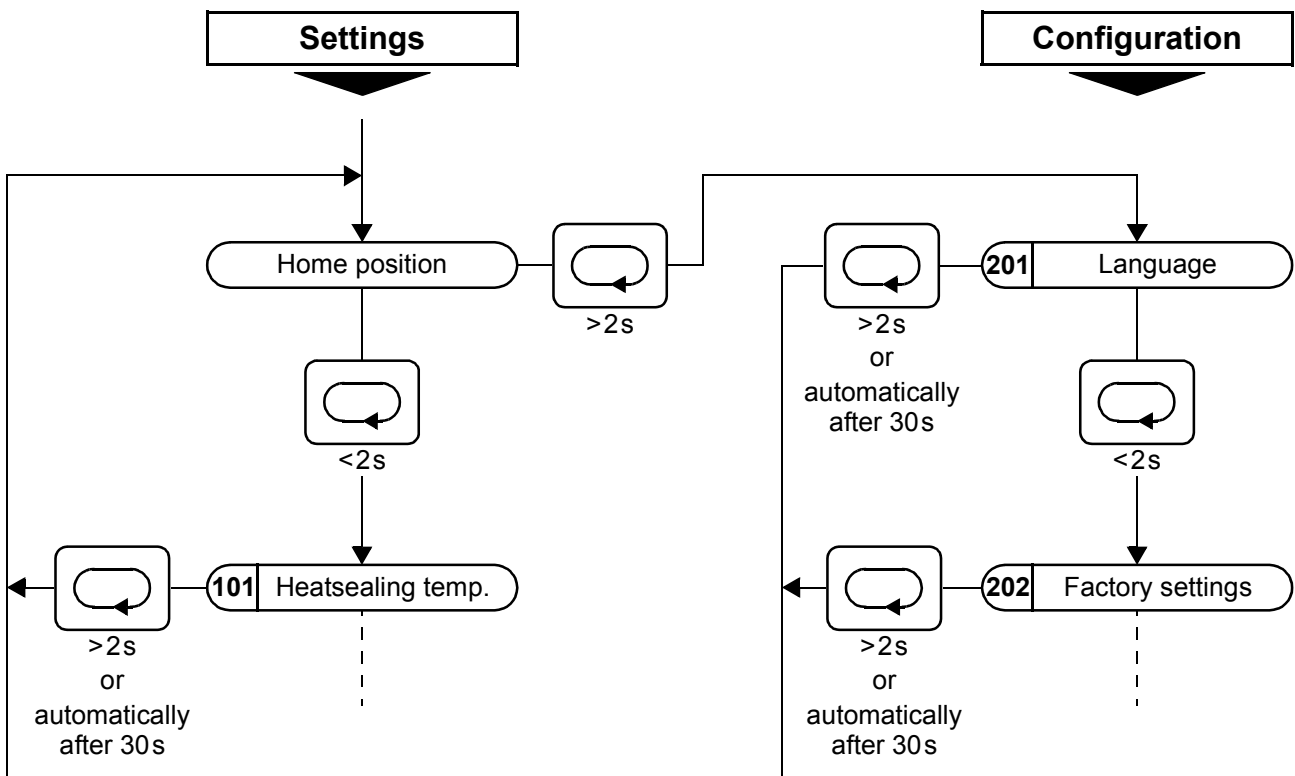 Settings
Configuration
Home position
>2s
201 Language
>2s
or
automatically
after 30s
<2s
<2s
101 Heatsealing temp.
>2s
or
automatically
after 30s
202 Factory settings
>2s
or
automatically
after 30s